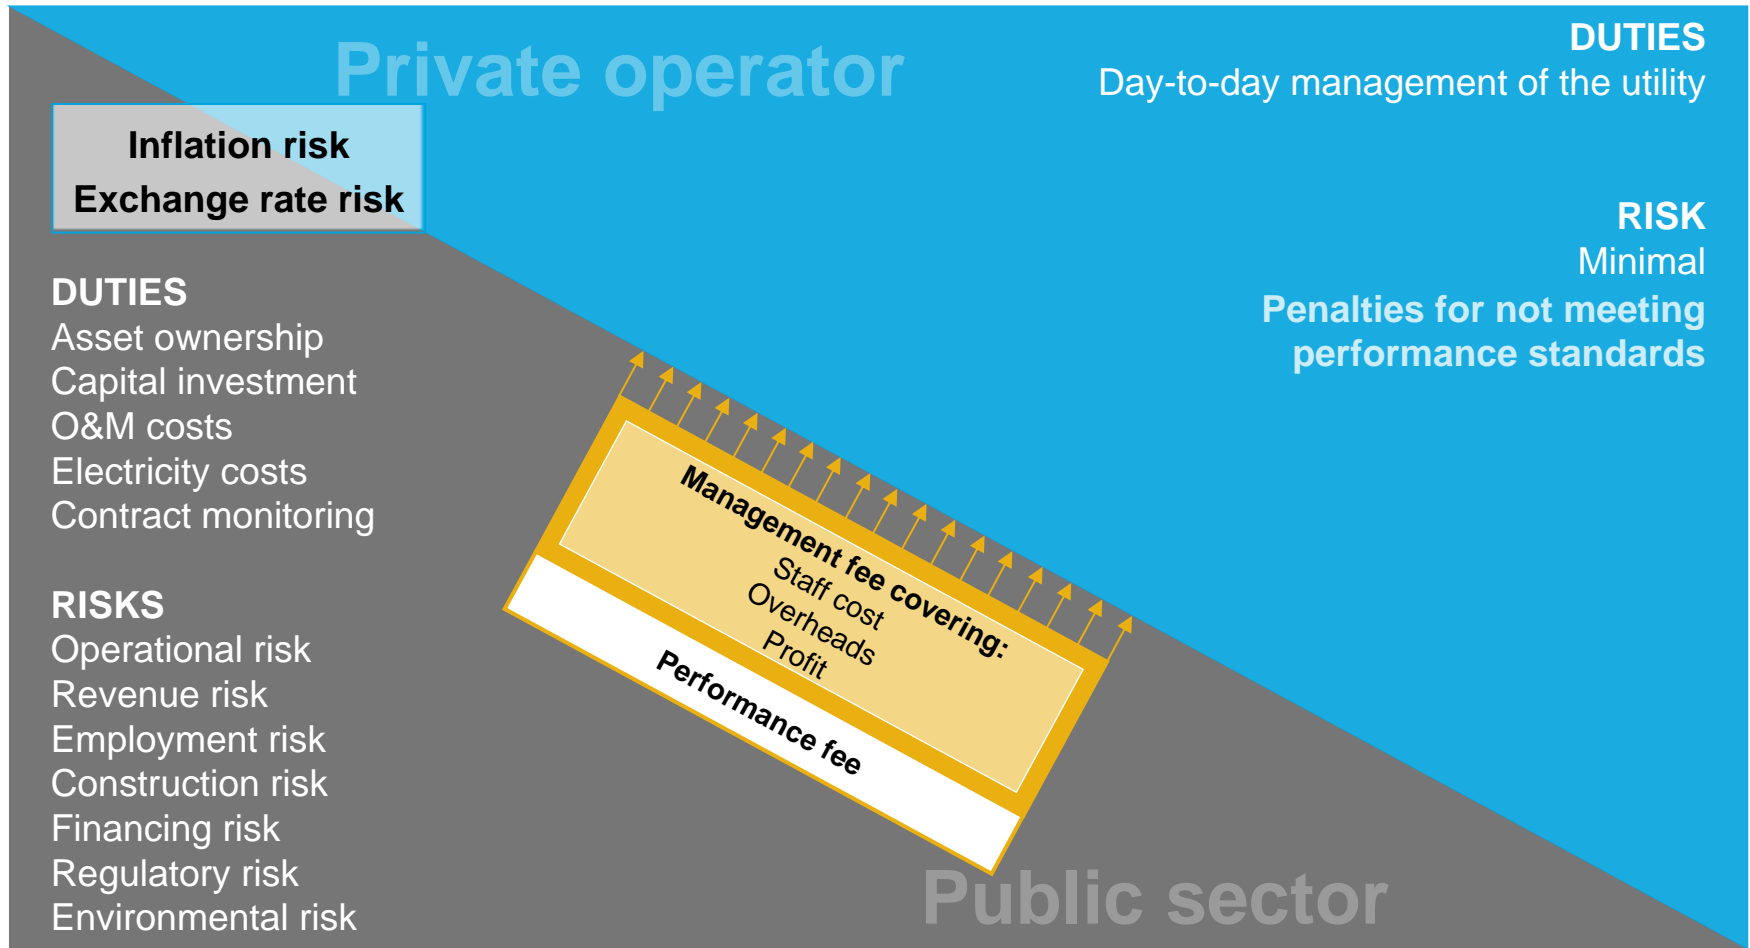 Private operator
DUTIES
Day-to-day management of the utility
RISK
Minimal
Penalties for not meeting
performance standards
Inflation risk
Exchange rate risk
DUTIES
Asset ownership
Capital investment
O&M costs
Electricity costs
Contract monitoring
RISKS
Operational risk
Revenue risk
Employment risk
Construction risk
Financing risk
Regulatory risk
Environmental risk
Management fee covering:
Staff cost
Overheads
Profit
Performance fee
Public sector